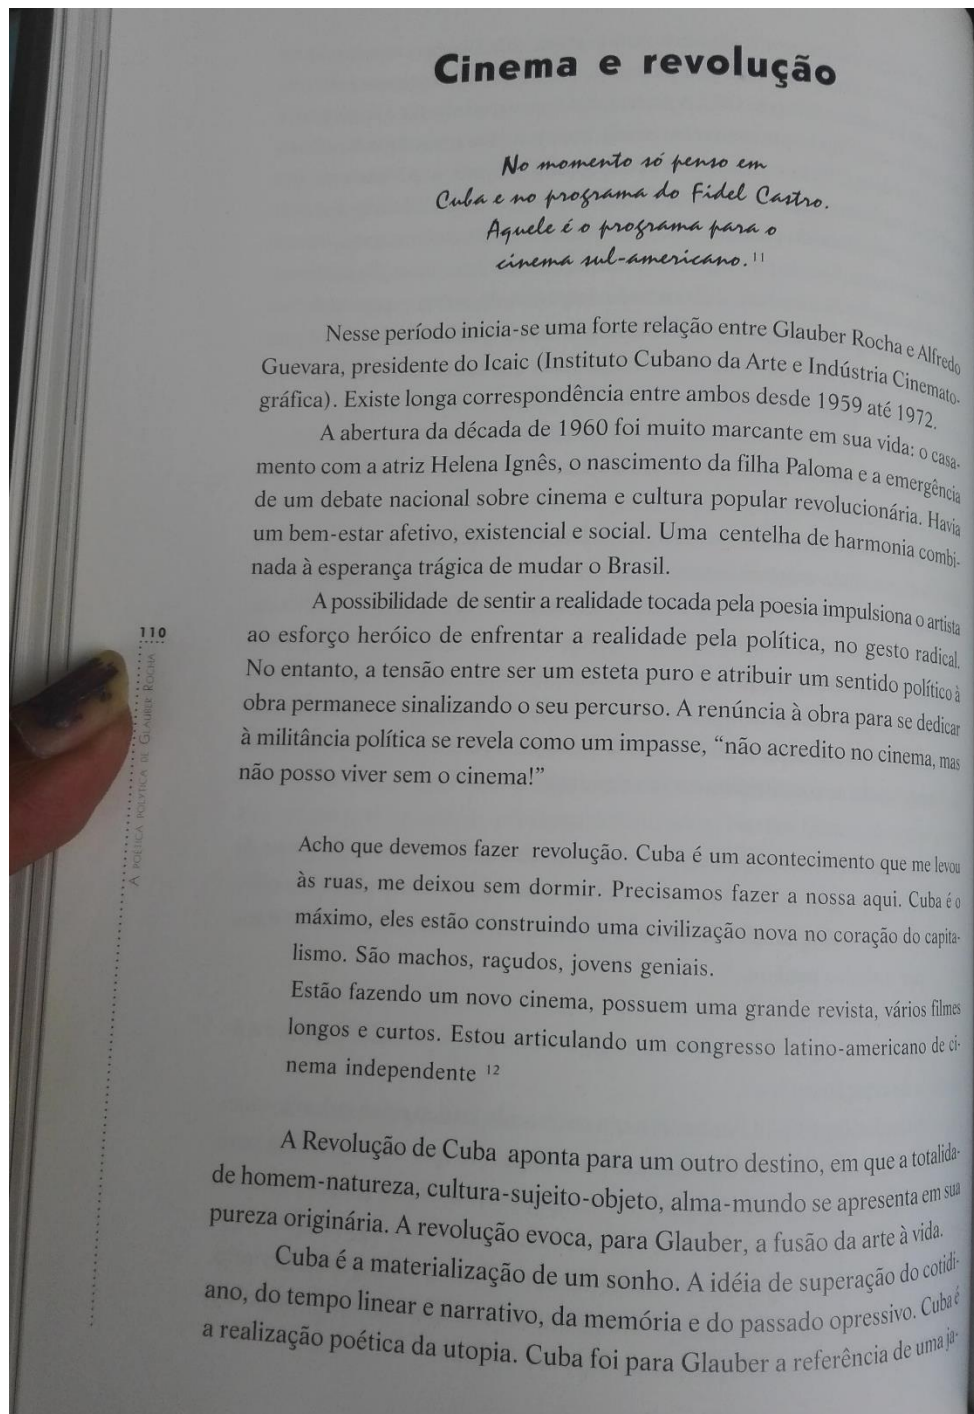 Cinema e revolução
No momento só penso em
Cuba e no programa do Fidel Castro.
Aquele é o programa para o
cinema sul-americano.¹¹
Nesse período inicia-se uma forte relação entre Glauber Rocha e Alfredo
Guevara, presidente do Icaic (Instituto Cubano da Arte e Indústria Cinemato-
gráfica). Existe longa correspondência entre ambos desde 1959 até 1972.
A abertura da década de 1960 foi muito marcante em sua vida: o casa-
mento com a atriz Helena Ignês, o nascimento da filha Paloma e a emergência
de um debate nacional sobre cinema e cultura popular revolucionária. Havia
um bem-estar afetivo, existencial e social. Uma centelha de harmonia combi-
nada à esperança trágica de mudar o Brasil.
A possibilidade de sentir a realidade tocada pela poesia impulsiona o artista
ao esforço heróico de enfrentar a realidade pela política, no gesto radical.
No entanto, a tensão entre ser um esteta puro e atribuir um sentido político à
obra permanece sinalizando o seu percurso. A renúncia à obra para se dedicar
à militância política se revela como um impasse, “não acredito no cinema, mas
não posso viver sem o cinema!”
Acho que devemos fazer revolução. Cuba é um acontecimento que me levou
às ruas, me deixou sem dormir. Precisamos fazer a nossa aqui. Cuba é o
máximo, eles estão construindo uma civilização nova no coração do capita-
lismo. São machos, raçudos, jovens geniais.
Estão fazendo um novo cinema, possuem uma grande revista, vários filmes
longos e curtos. Estou articulando um congresso latino-americano de ci-
nema independente ¹²
A Revolução de Cuba aponta para um outro destino, em que a totalida-
de homem-natureza, cultura-sujeito-objeto, alma-mundo se apresenta em sua
pureza originária. A revolução evoca, para Glauber, a fusão da arte à vida.
Cuba é a materialização de um sonho. A idéia de superação do cotidi-
ano, do tempo linear e narrativo, da memória e do passado opressivo. Cuba é
a realização poética da utopia. Cuba foi para Glauber a referência de uma ja-
110
A POÉTICA POLYTICA DE GLAUBER ROCHA